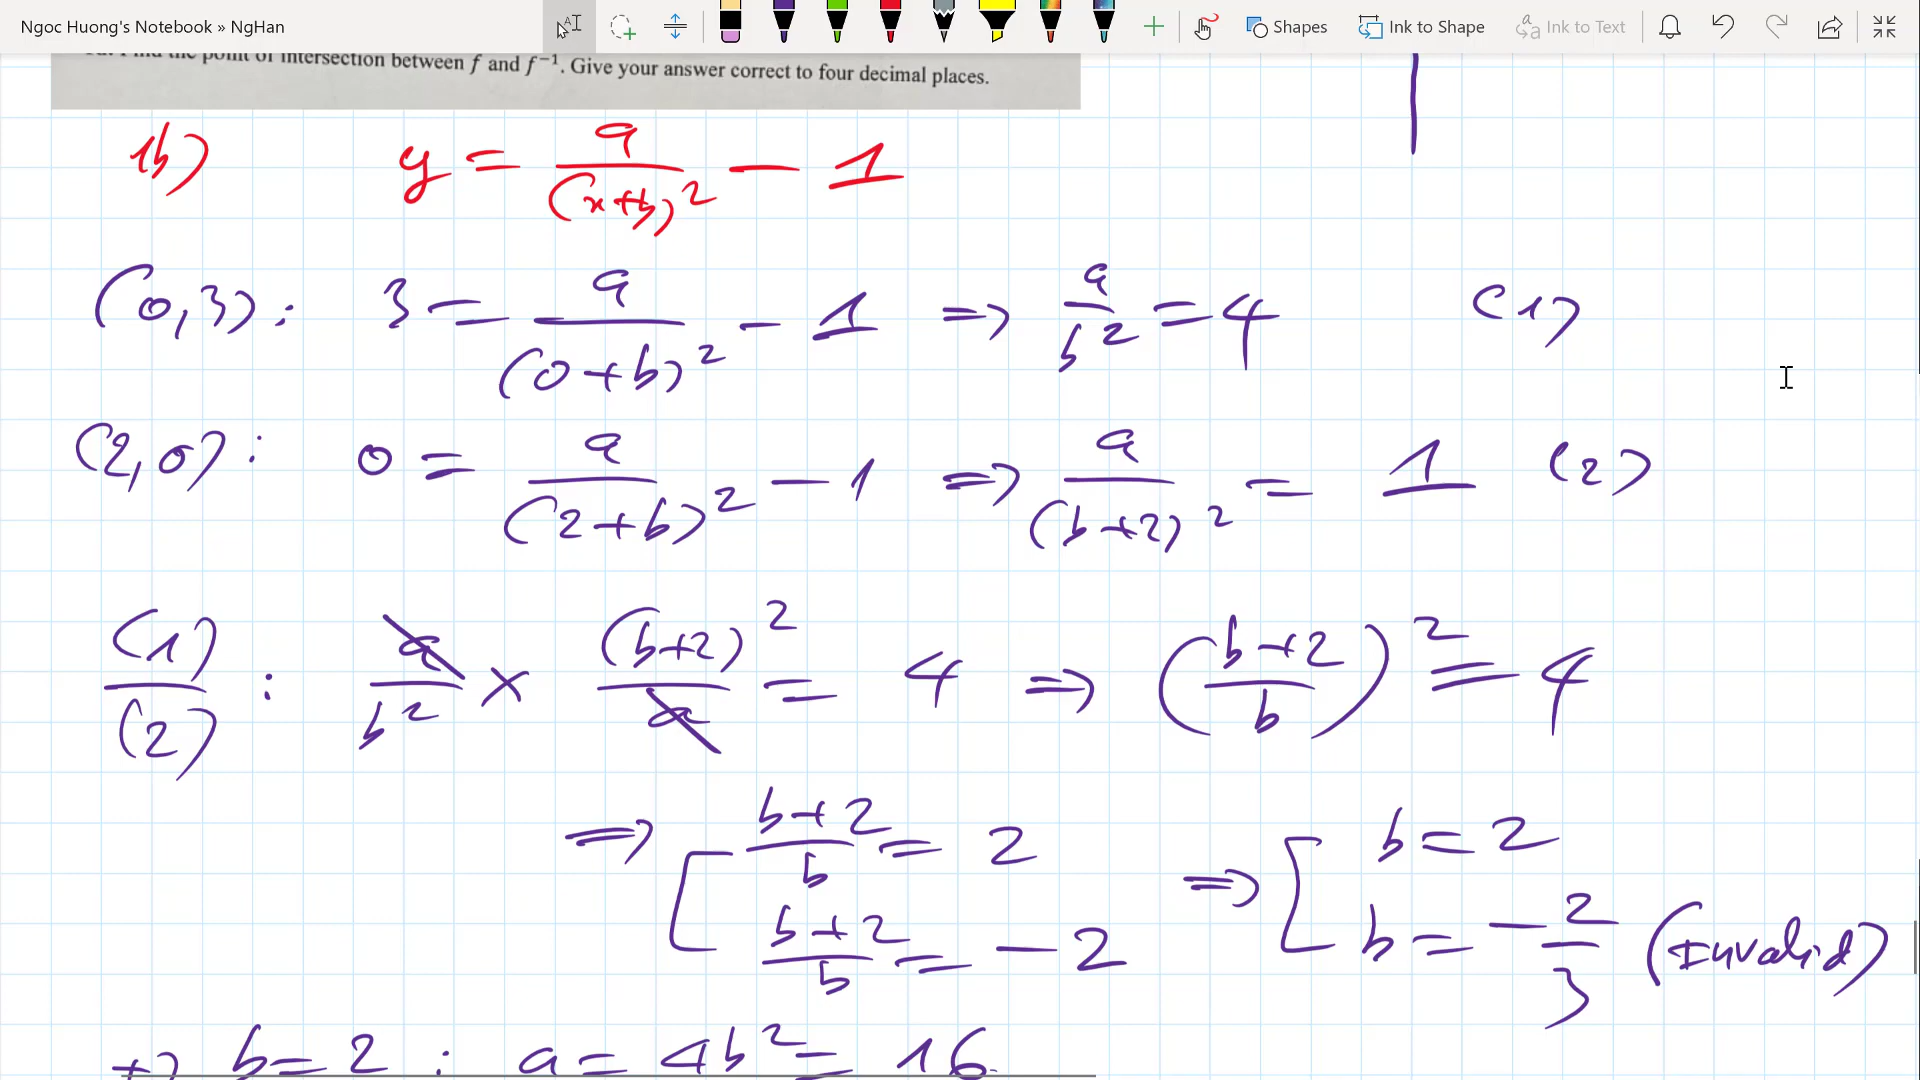 Ngoc Huong's Notebook » NgHan
Shapes Ink to Shape Ink to Text
Find the point of intersection between f and f⁻¹. Give your answer correct to four decimal places.
1b) y = a/(x+b)² − 1
(0,3): 3 = a/(0+b)² − 1 ⇒ a/b² = 4 (1)
(2,0): 0 = a/(2+b)² − 1 ⇒ a/(b+2)² = 1 (2)
(1)/(2) : a/b² × (b+2)²/a = 4 ⇒ ((b+2)/b)² = 4
⇒ [ (b+2)/b = 2 ⇒ [ b = 2
(b+2)/b = −2 b = −2/3 (Invalid)
+) b = 2 : a = 4b² = 16